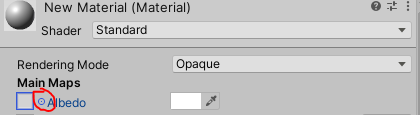 New Material (Material)
Shader Standard
Rendering Mode Opaque
Main Maps
Albedo